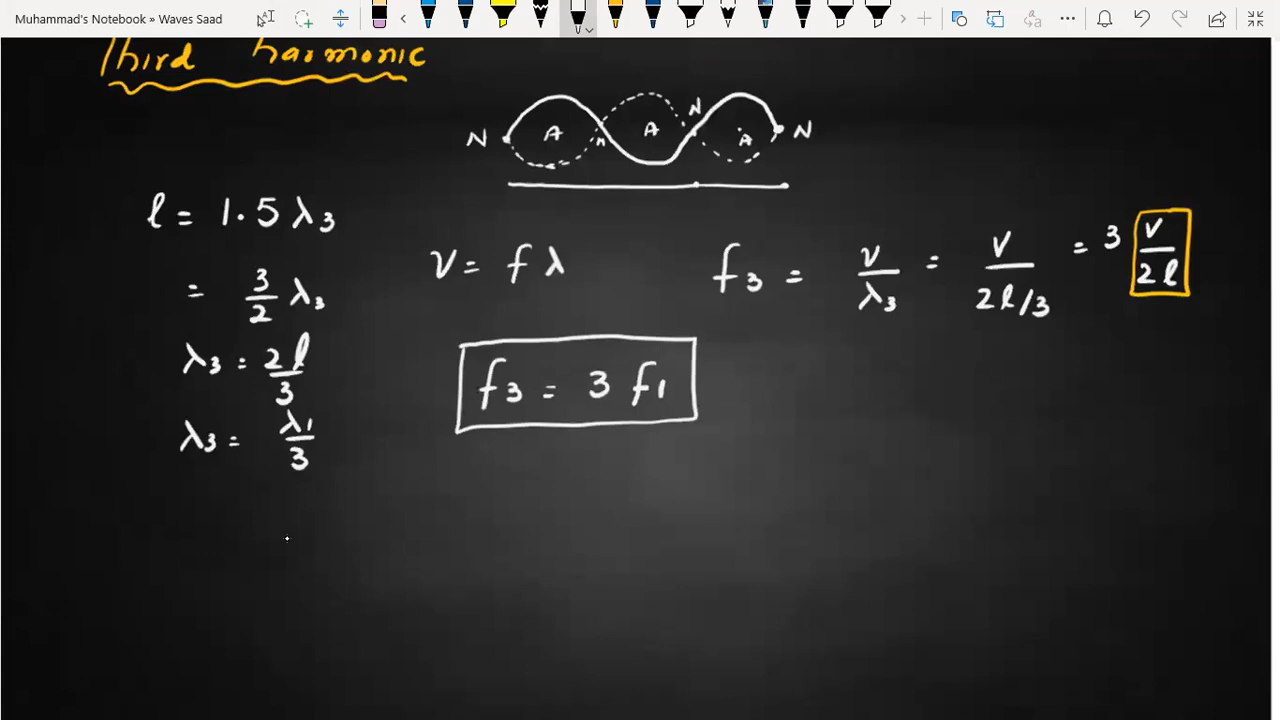 Muhammad's Notebook » Waves Saad
Third harmonic
N A N A N A N
l = 1.5 λ3
= 3/2 λ3
λ3 = 2l/3
λ3 = λ1/3
v = f λ
f3 = 3 f1
f3 = v/λ3 = v/2l/3 = 3 v/2l